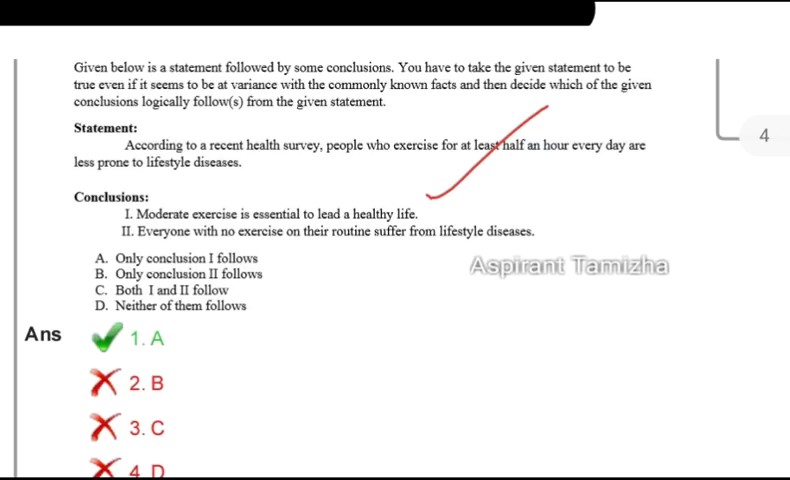 Given below is a statement followed by some conclusions. You have to take the given statement to be
true even if it seems to be at variance with the commonly known facts and then decide which of the given
conclusions logically follow(s) from the given statement.
4
Statement:
According to a recent health survey, people who exercise for at least half an hour every day are
less prone to lifestyle diseases.
Conclusions:
I. Moderate exercise is essential to lead a healthy life.
II. Everyone with no exercise on their routine suffer from lifestyle diseases.
A. Only conclusion I follows
B. Only conclusion II follows
C. Both I and II follow
D. Neither of them follows
Aspirant Tamizha
Ans
1. A
2. B
3. C
4. D